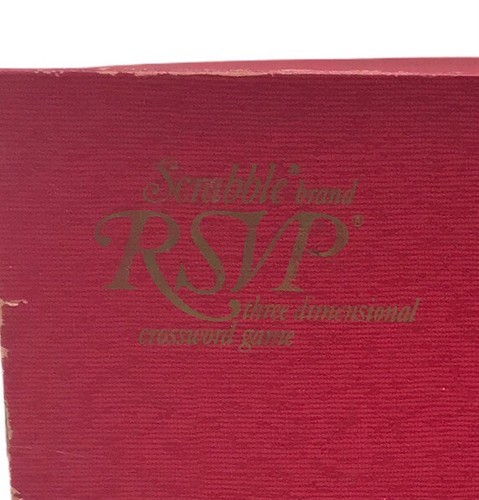 Scrabble® brand
RSVP®
three dimensional
crossword game